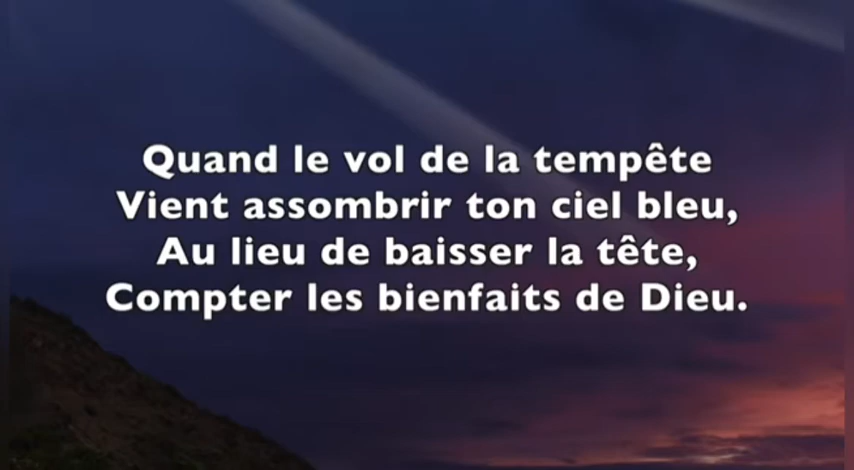 Quand le vol de la tempête
Vient assombrir ton ciel bleu,
Au lieu de baisser la tête,
Compter les bienfaits de Dieu.